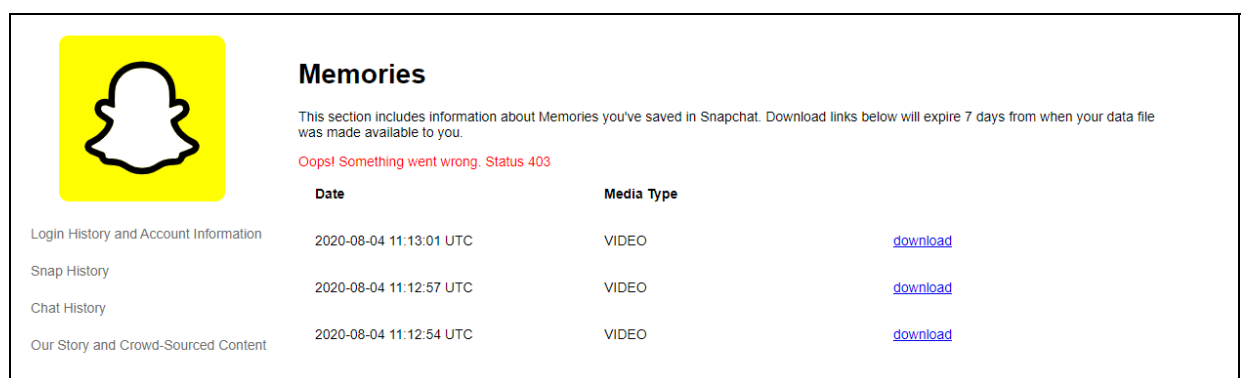 Memories
This section includes information about Memories you've saved in Snapchat. Download links below will expire 7 days from when your data file
was made available to you.
Oops! Something went wrong. Status 403
Date Media Type
2020-08-04 11:13:01 UTC VIDEO download
2020-08-04 11:12:57 UTC VIDEO download
2020-08-04 11:12:54 UTC VIDEO download
Login History and Account Information
Snap History
Chat History
Our Story and Crowd-Sourced Content